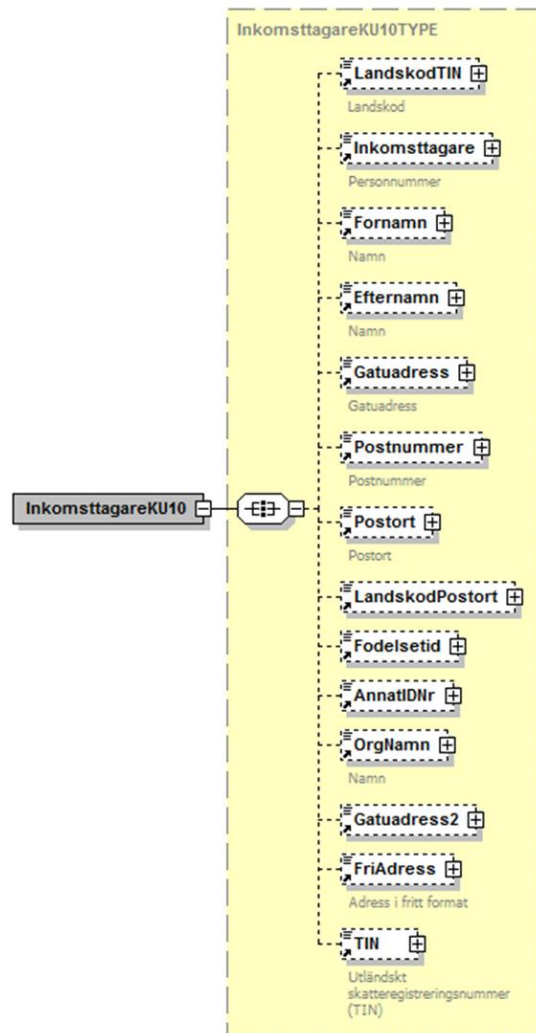 InkomsttagareKU10TYPE
LandskodTIN
Landskod
Inkomsttagare
Personnummer
Fornamn
Namn
Efternamn
Namn
Gatuadress
Gatuadress
Postnummer
Postnummer
InkomsttagareKU10
Postort
Postort
LandskodPostort
Fodelsetid
AnnatIDNr
OrgNamn
Namn
Gatuadress2
FriAdress
Adress i fritt format
TIN
Utländskt
skatteregistreringsnummer
(TIN)